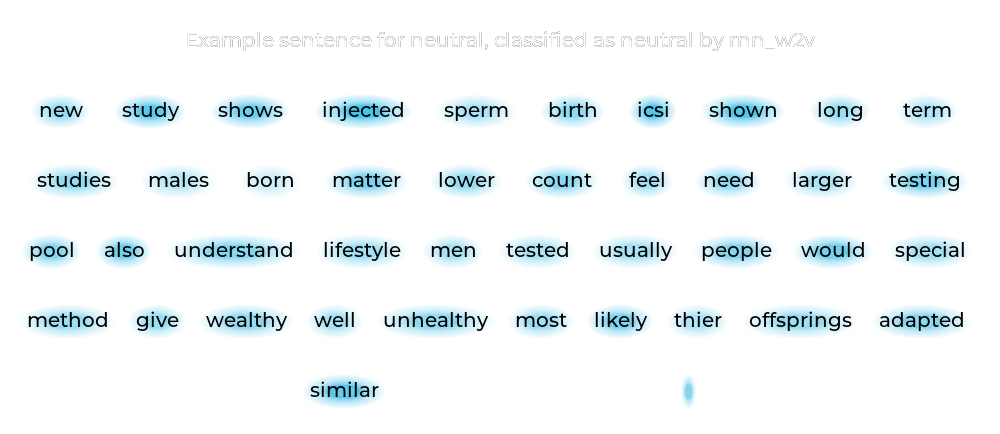 Example sentence for neutral, classified as neutral by rnn_w2v
new study shows injected sperm birth icsi shown long term
studies males born matter lower count feel need larger testing
pool also understand lifestyle men tested usually people would special
method give wealthy well unhealthy most likely thier offsprings adapted
similar